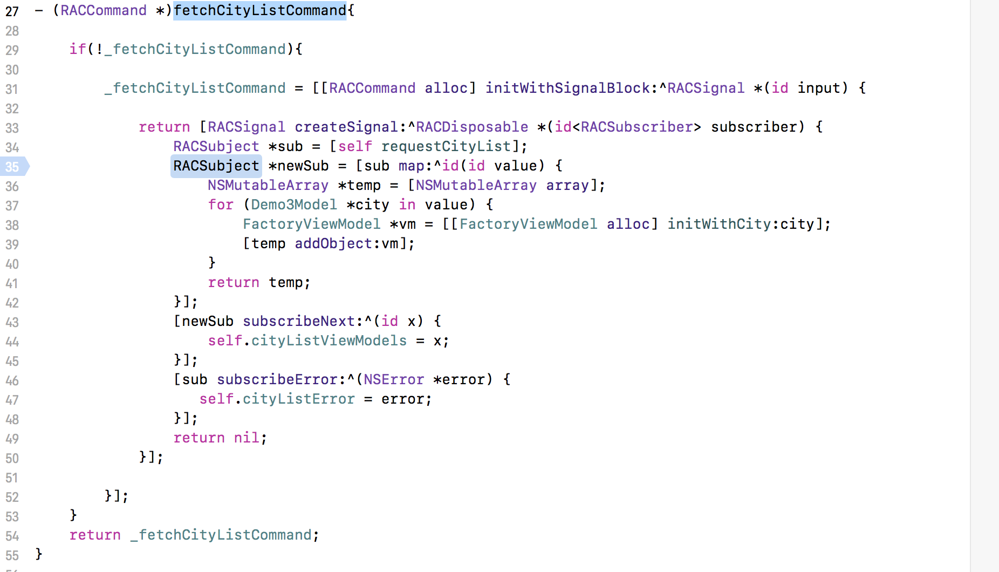 27 - (RACCommand *)fetchCityListCommand{
28
29     if(!_fetchCityListCommand){
30
31         _fetchCityListCommand = [[RACCommand alloc] initWithSignalBlock:^RACSignal *(id input) {
32
33             return [RACSignal createSignal:^RACDisposable *(id<RACSubscriber> subscriber) {
34                 RACSubject *sub = [self requestCityList];
35                 RACSubject *newSub = [sub map:^id(id value) {
36                     NSMutableArray *temp = [NSMutableArray array];
37                     for (Demo3Model *city in value) {
38                         FactoryViewModel *vm = [[FactoryViewModel alloc] initWithCity:city];
39                         [temp addObject:vm];
40                     }
41                     return temp;
42                 }];
43                 [newSub subscribeNext:^(id x) {
44                     self.cityListViewModels = x;
45                 }];
46                 [sub subscribeError:^(NSError *error) {
47                    self.cityListError = error;
48                 }];
49                 return nil;
50             }];
51
52         }];
53     }
54     return _fetchCityListCommand;
55 }